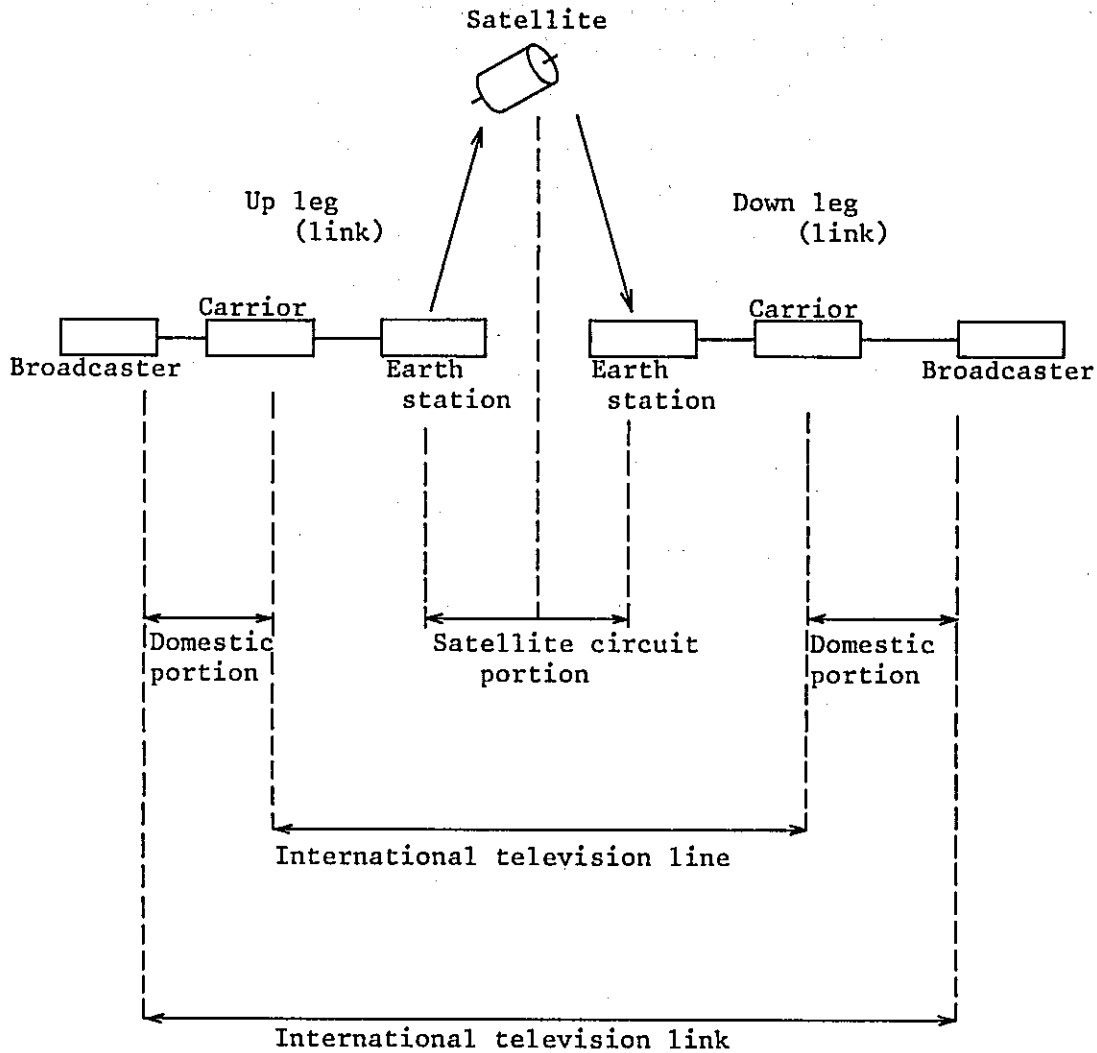 Satellite
Up leg
(link)
Down leg
(link)
Carrior
Carrior
Broadcaster
Earth
station
Earth
station
Broadcaster
Domestic
portion
Satellite circuit
portion
Domestic
portion
International television line
International television link